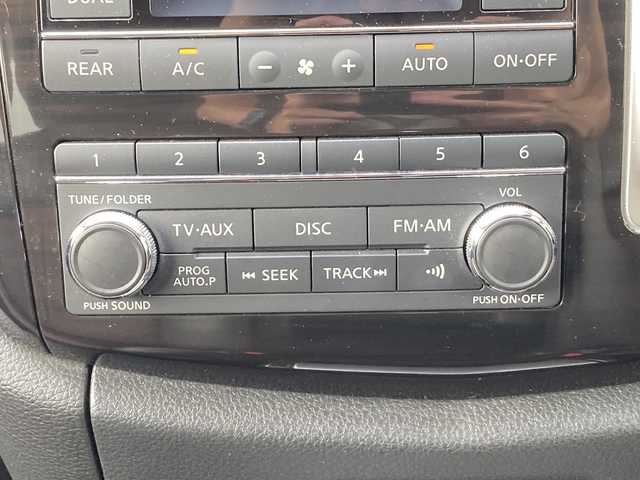 DUAL
REAR A/C − + AUTO ON·OFF
1 2 3 4 5 6
TUNE/FOLDER VOL
TV·AUX DISC FM·AM
PROG
AUTO.P
SEEK TRACK
PUSH SOUND PUSH ON·OFF